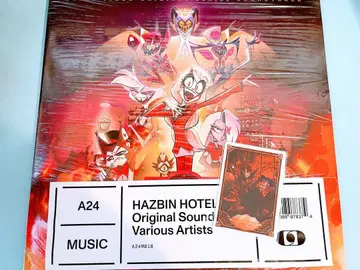 A24
MUSIC
HAZBIN HOTEL
Original Sound
Various Artists
A24M018